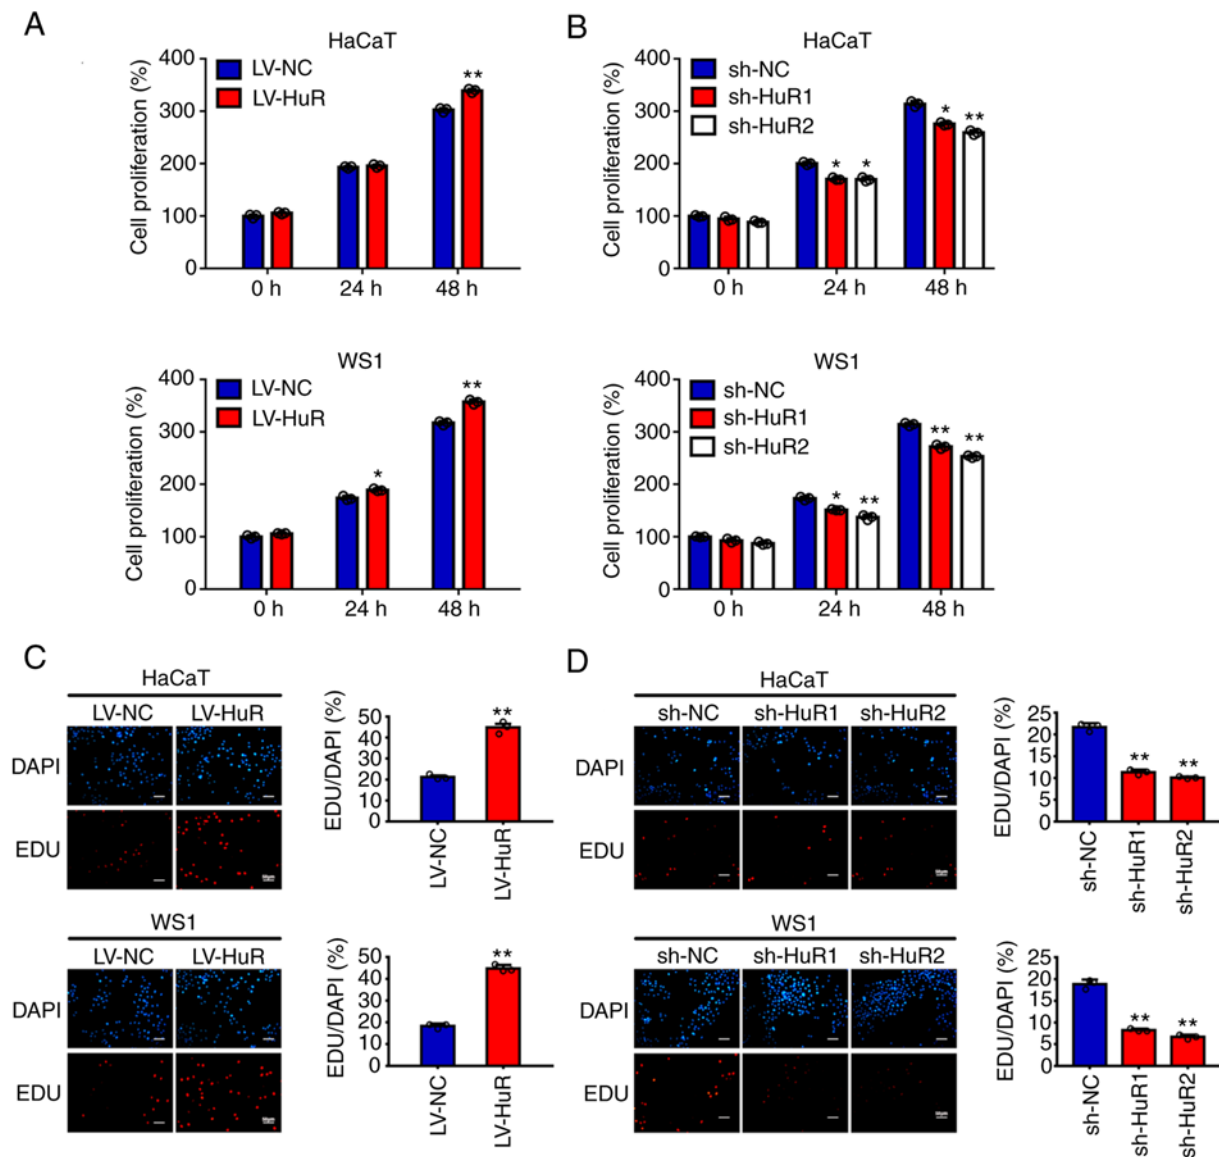 A
HaCaT
Cell proliferation (%)
400
300
200
100
0
LV-NC
LV-HuR
**
0 h
24 h
48 h
WS1
Cell proliferation (%)
400
300
200
100
0
LV-NC
LV-HuR
*
**
0 h
24 h
48 h
B
HaCaT
Cell proliferation (%)
400
300
200
100
0
sh-NC
sh-HuR1
sh-HuR2
* *
* **
0 h
24 h
48 h
WS1
Cell proliferation (%)
400
300
200
100
0
sh-NC
sh-HuR1
sh-HuR2
* **
** **
0 h
24 h
48 h
C
HaCaT
LV-NC LV-HuR
DAPI
EDU
EDU/DAPI (%)
50
40
30
20
10
0
**
LV-NC
LV-HuR
WS1
LV-NC LV-HuR
DAPI
EDU
EDU/DAPI (%)
50
40
30
20
10
0
**
LV-NC
LV-HuR
D
HaCaT
sh-NC sh-HuR1 sh-HuR2
DAPI
EDU
EDU/DAPI (%)
25
20
15
10
5
0
** **
sh-NC
sh-HuR1
sh-HuR2
WS1
sh-NC sh-HuR1 sh-HuR2
DAPI
EDU
EDU/DAPI (%)
25
20
15
10
5
0
** **
sh-NC
sh-HuR1
sh-HuR2